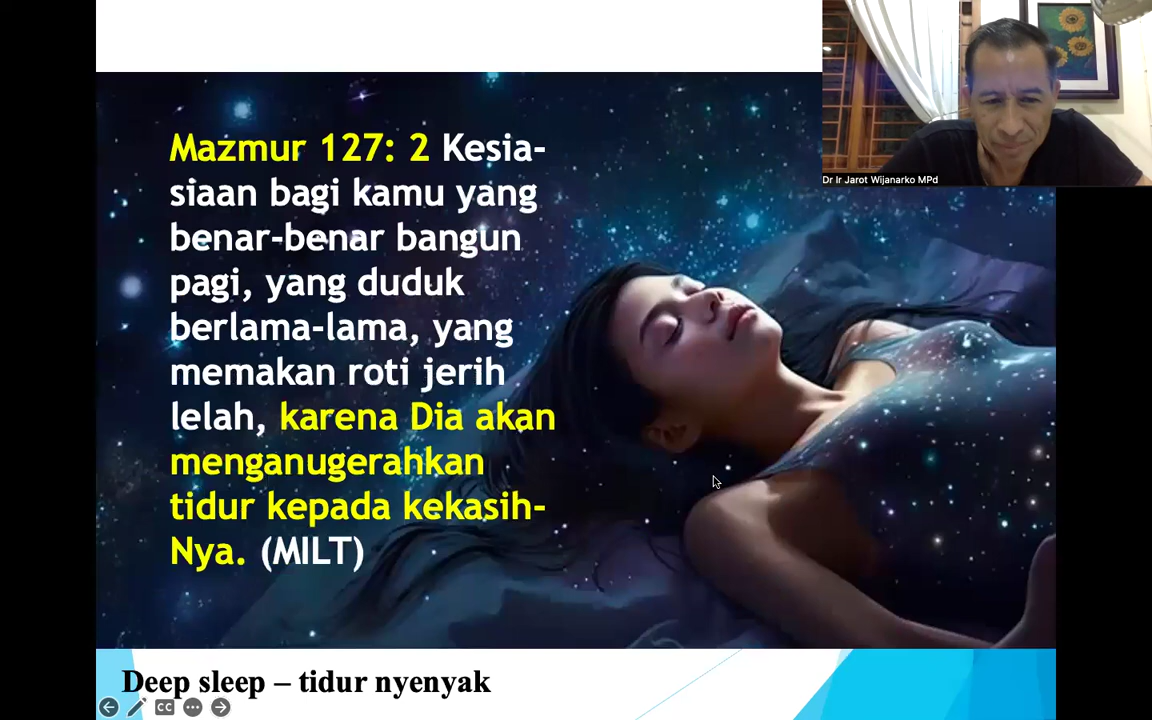 Dr Ir Jarot Wijanarko MPd
Mazmur 127: 2 Kesia-
siaan bagi kamu yang
benar-benar bangun
pagi, yang duduk
berlama-lama, yang
memakan roti jerih
lelah, karena Dia akan
menganugerahkan
tidur kepada kekasih-
Nya. (MILT)
Deep sleep – tidur nyenyak
CC